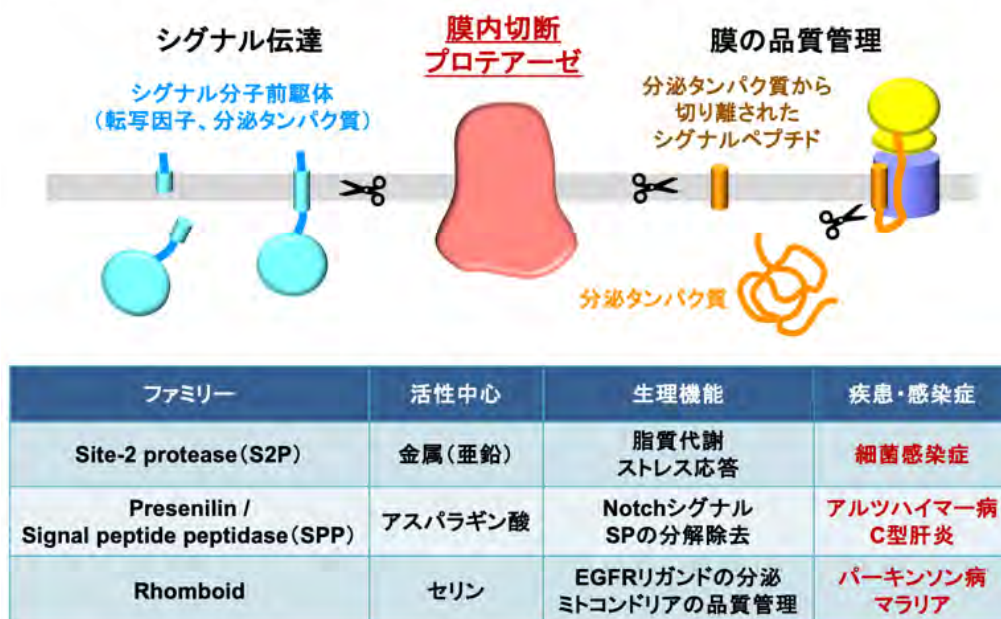 シグナル伝達
膜内切断
プロテアーゼ
膜の品質管理
シグナル分子前駆体
（転写因子、分泌タンパク質）
分泌タンパク質から
切り離された
シグナルペプチド
分泌タンパク質
ファミリー 活性中心 生理機能 疾患・感染症
Site-2 protease（S2P） 金属（亜鉛） 脂質代謝
ストレス応答 細菌感染症
Presenilin /
Signal peptide peptidase（SPP） アスパラギン酸 Notchシグナル
SPの分解除去 アルツハイマー病
C型肝炎
Rhomboid セリン EGFRリガンドの分泌
ミトコンドリアの品質管理 パーキンソン病
マラリア